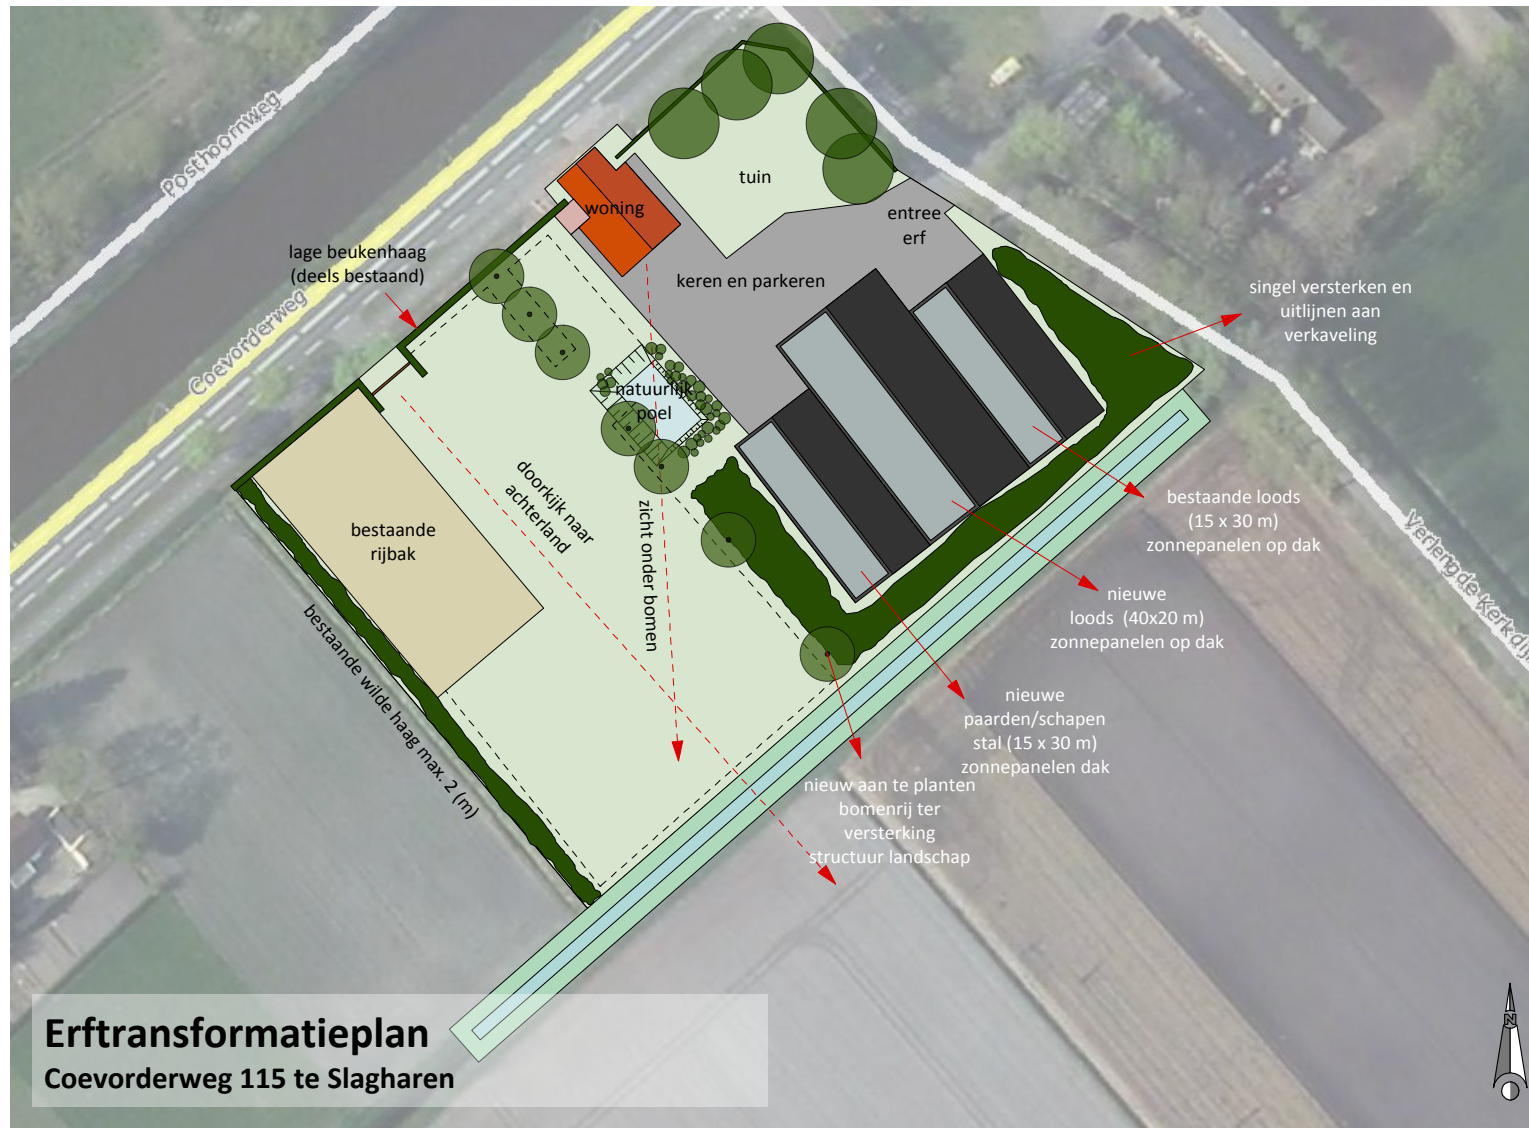 Posthoornweg
tuin
woning
entree
erf
lage beukenhaag
(deels bestaand)
keren en parkeren
Coevorderweg
singel versterken en
uitlijnen aan
verkaveling
natuurlijk
poel
doorkijk naar
achterland
zicht onder bomen
bestaande
rijbak
bestaande loods
(15 x 30 m)
zonnepanelen op dak
nieuwe
loods (40x20 m)
zonnepanelen op dak
bestaande wilde haag max. 2 (m)
nieuwe
paarden/schapen
stal (15 x 30 m)
zonnepanelen dak
nieuw aan te planten
bomenrij ter
versterking
structuur landschap
Verlengde Kerkdijk
Erftransformatieplan
Coevorderweg 115 te Slagharen
N